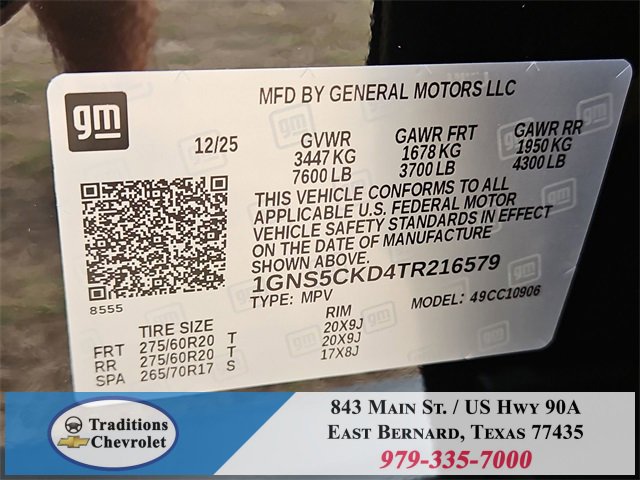 gm
MFD BY GENERAL MOTORS LLC
12/25 GVWR GAWR FRT GAWR RR
3447 KG 1678 KG 1950 KG
7600 LB 3700 LB 4300 LB
THIS VEHICLE CONFORMS TO ALL
APPLICABLE U.S. FEDERAL MOTOR
VEHICLE SAFETY STANDARDS IN EFFECT
ON THE DATE OF MANUFACTURE
SHOWN ABOVE.
8555
1GNS5CKD4TR216579
TYPE: MPV MODEL: 49CC10906
TIRE SIZE RIM
FRT 275/60R20 T 20X9J
RR 275/60R20 T 20X9J
SPA 265/70R17 S 17X8J
Traditions
Chevrolet
843 Main St. / US Hwy 90A
East Bernard, Texas 77435
979-335-7000